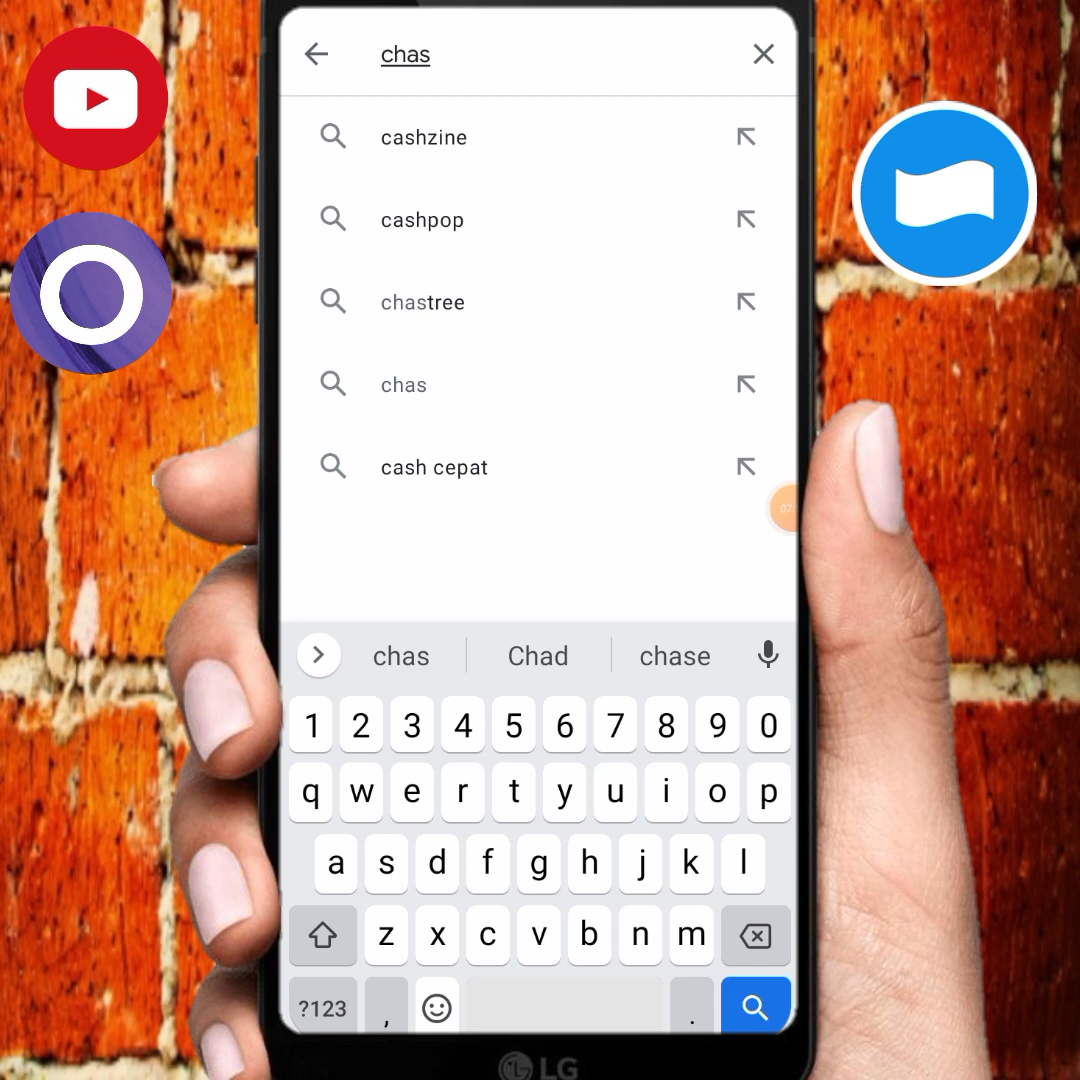 chas
cashzine
cashpop
chastree
chas
cash cepat
07
chas Chad chase
1 2 3 4 5 6 7 8 9 0
q w e r t y u i o p
a s d f g h j k l
z x c v b n m
?123 , .
LG